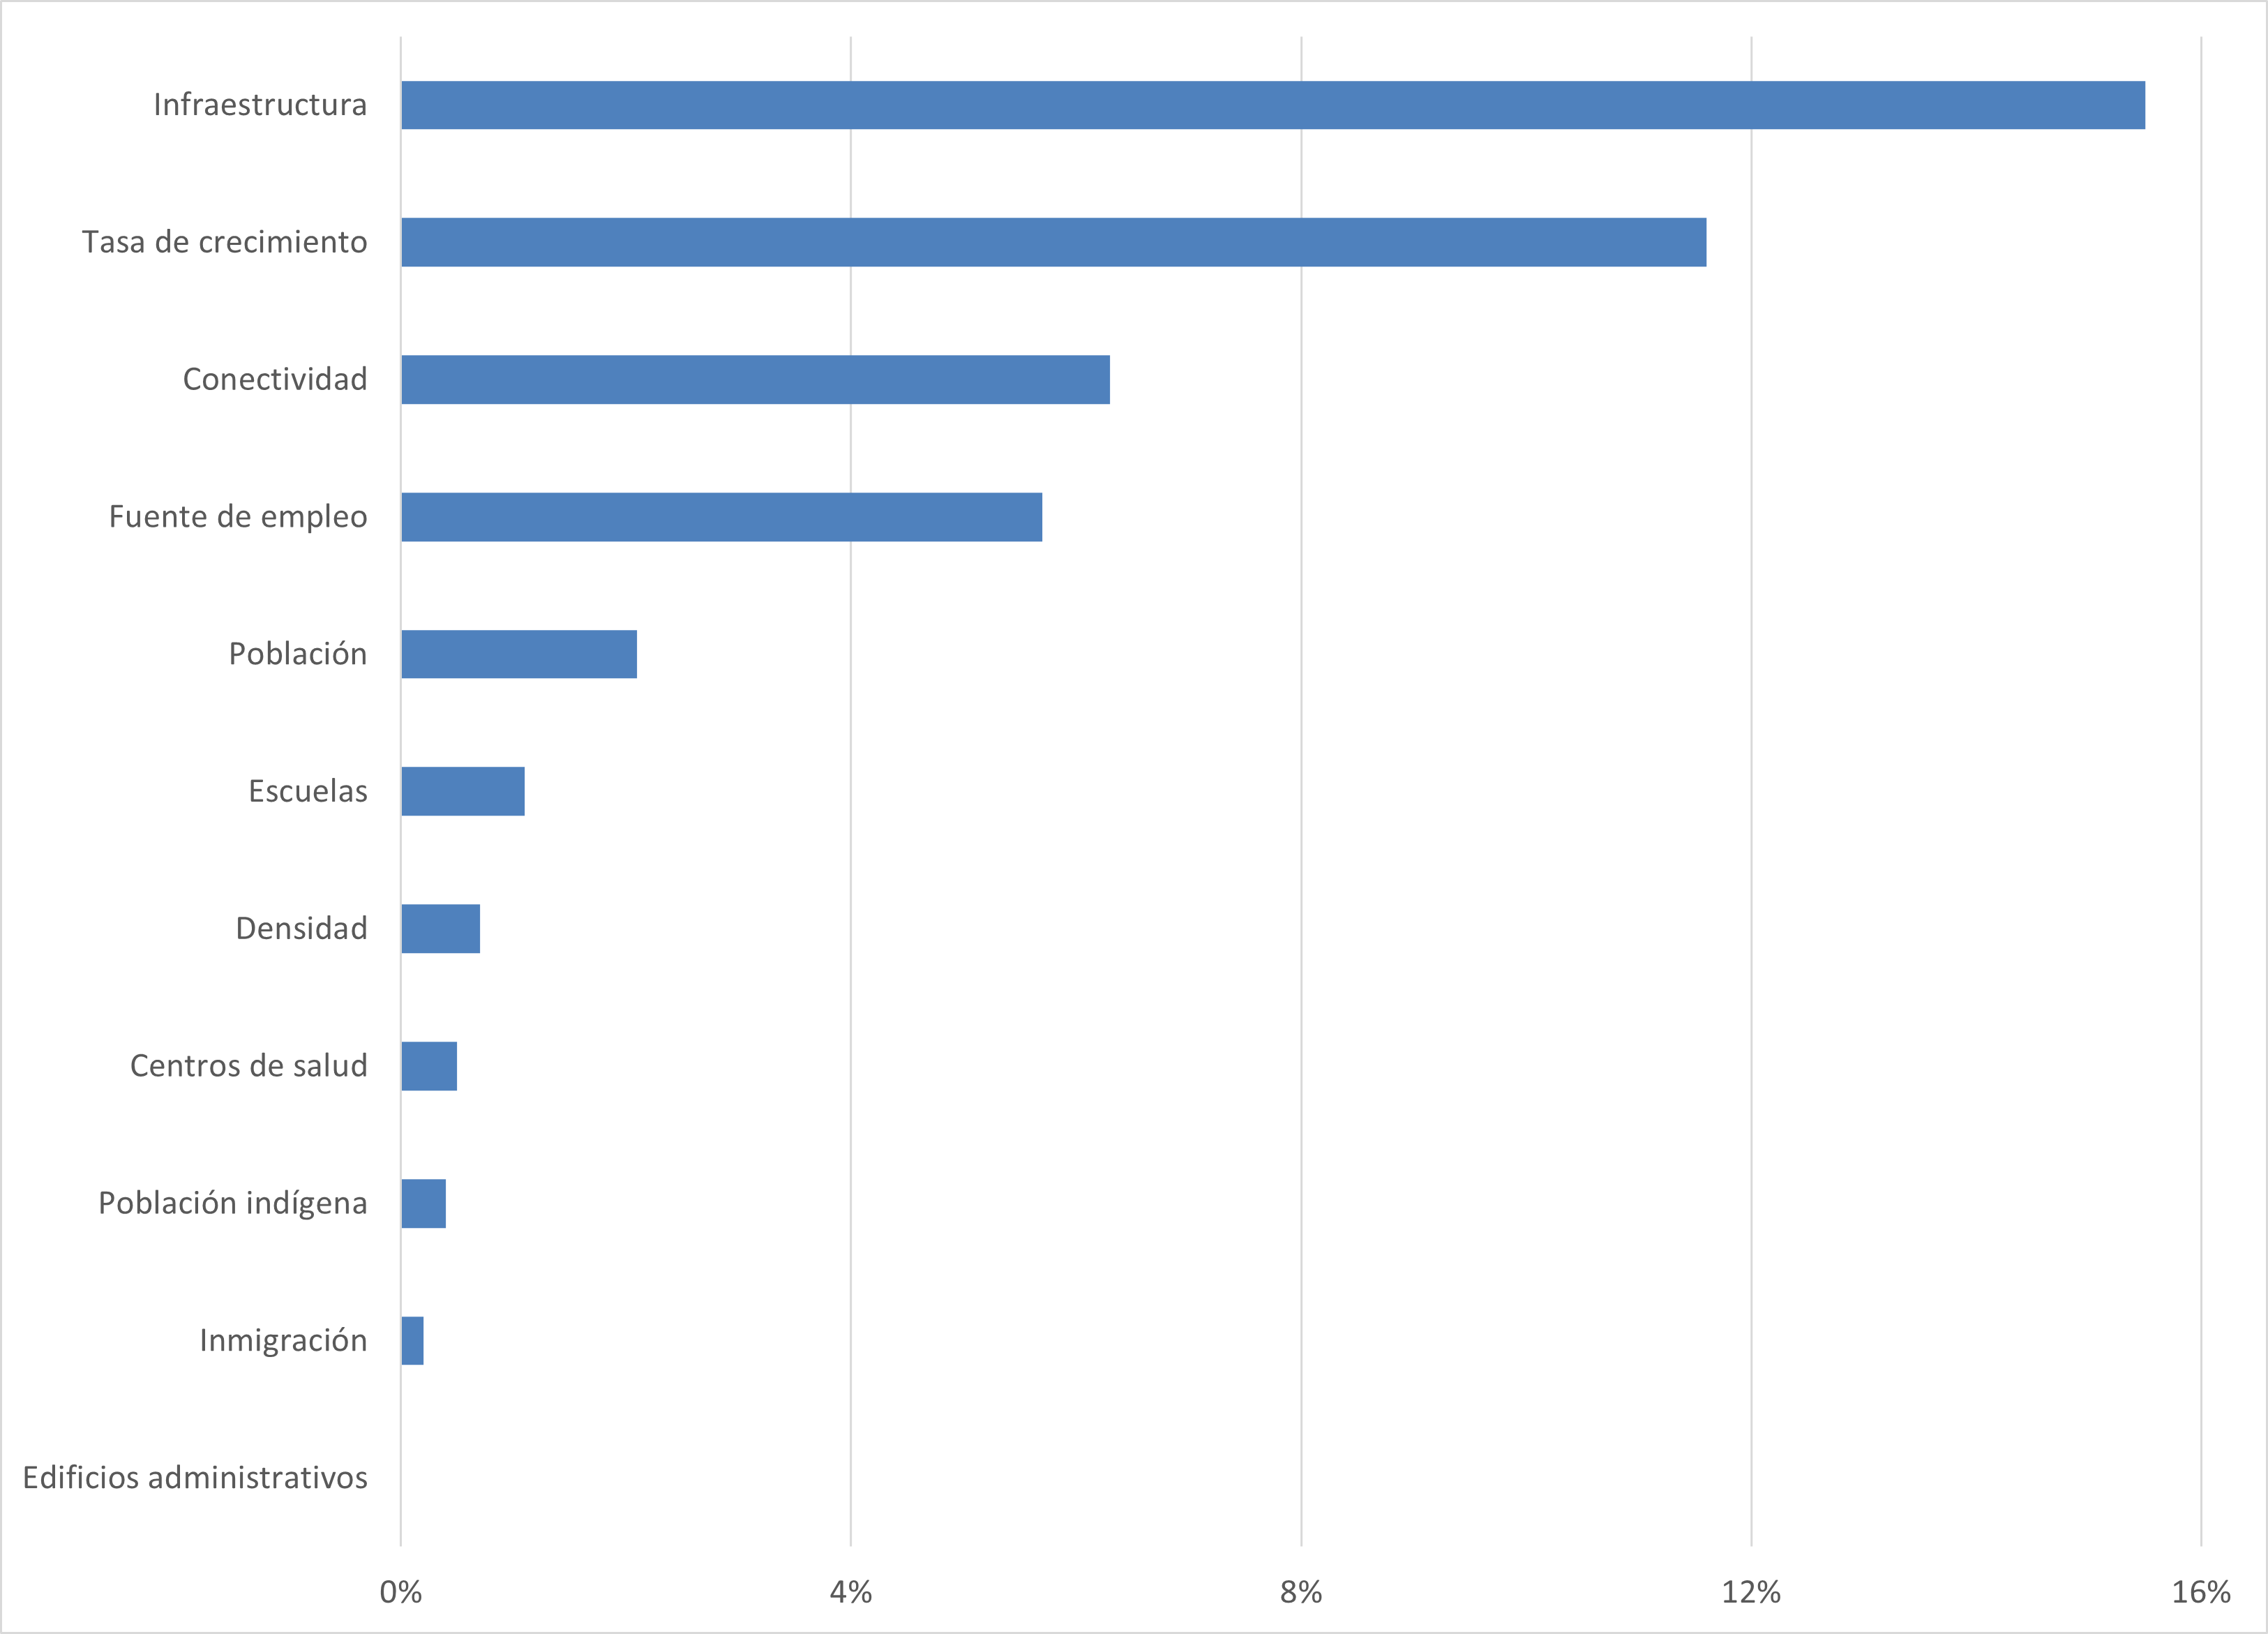 Infraestructura
Tasa de crecimiento
Conectividad
Fuente de empleo
Población
Escuelas
Densidad
Centros de salud
Población indígena
Inmigración
Edificios administrativos
0% 4% 8% 12% 16%